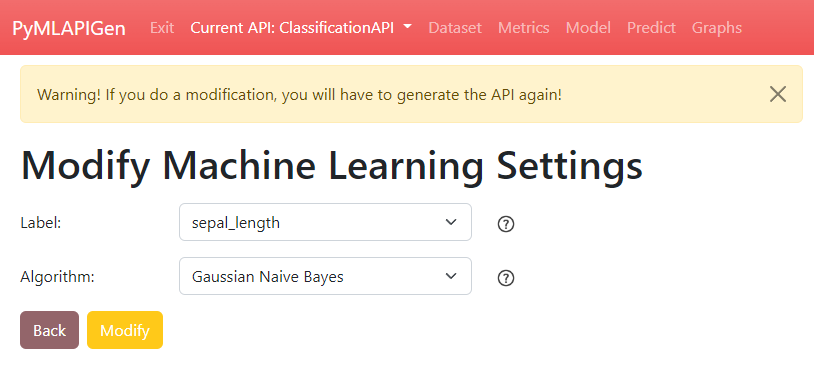 PyMLAPIGen Exit Current API: ClassificationAPI Dataset Metrics Model Predict Graphs
Warning! If you do a modification, you will have to generate the API again!
Modify Machine Learning Settings
Label: sepal_length
Algorithm: Gaussian Naive Bayes
Back Modify